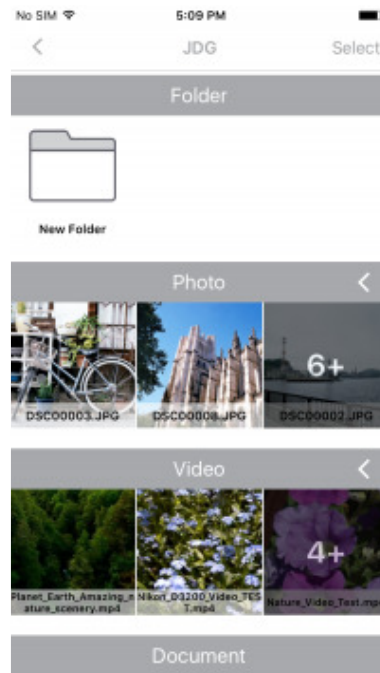 No SIM 5:09 PM
JDG Select
Folder
New Folder
Photo
6+
DSC00003.JPG DSC00008.JPG DSC00002.JPG
Video
4+
Planet_Earth_Amazing_n Nikon_D3200_Video_TES Nature_Video_Test.mp
ature_scenery.mp4 T.mp4
Document